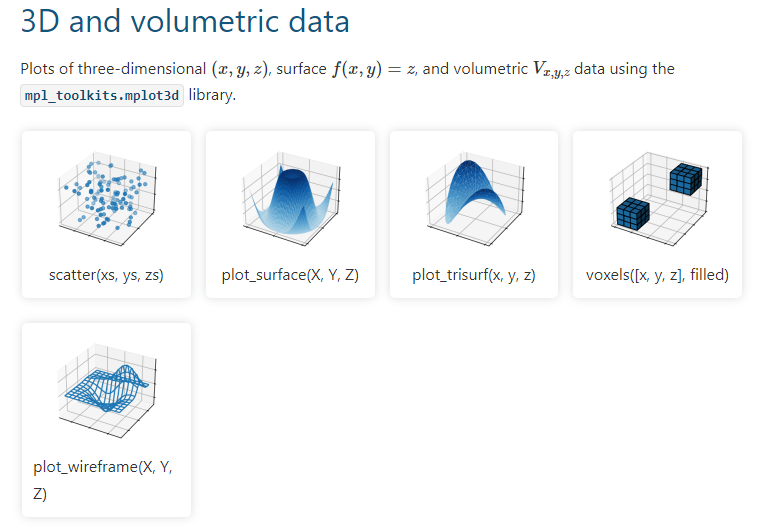 3D and volumetric data
Plots of three-dimensional (x, y, z), surface f(x, y) = z, and volumetric Vx,y,z data using the
mpl_toolkits.mplot3d library.
scatter(xs, ys, zs)
plot_surface(X, Y, Z)
plot_trisurf(x, y, z)
voxels([x, y, z], filled)
plot_wireframe(X, Y,
Z)